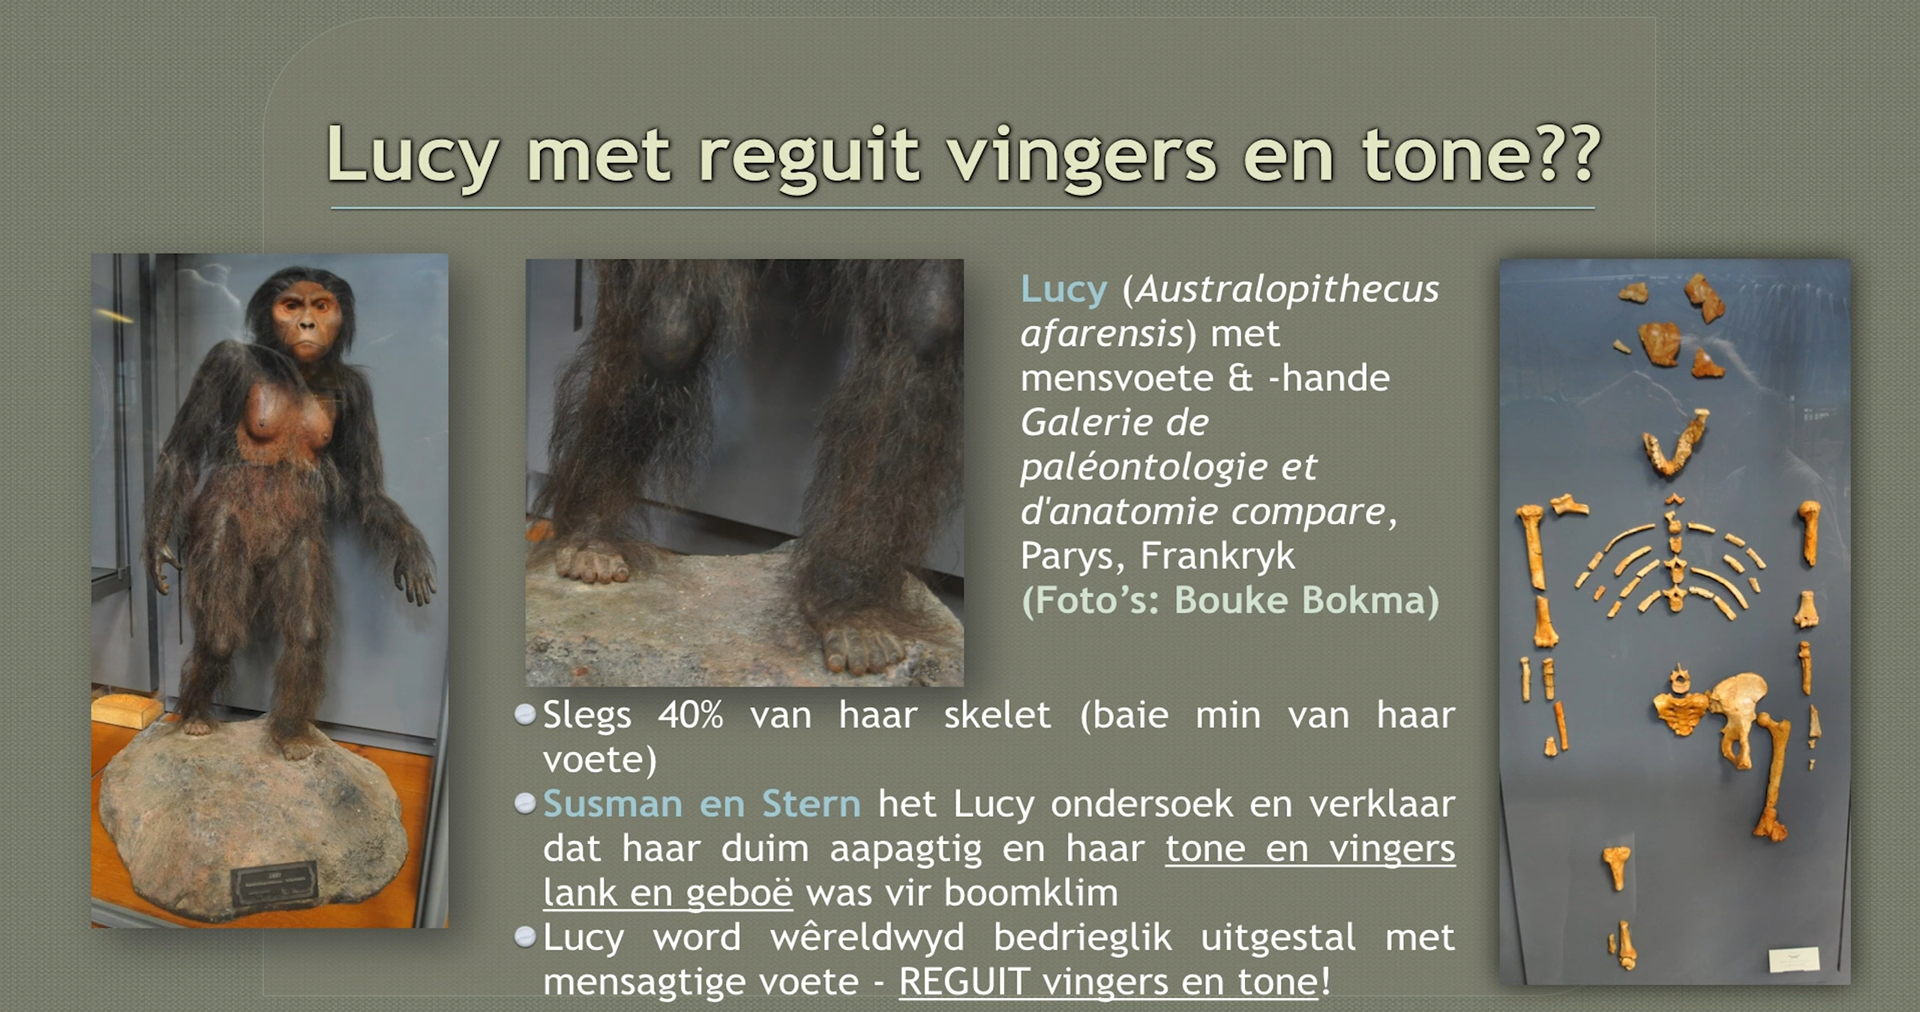 Lucy met reguit vingers en tone??
Lucy (Australopithecus
afarensis) met
mensvoete & -hande
Galerie de
paléontologie et
d'anatomie compare,
Parys, Frankryk
(Foto’s: Bouke Bokma)
Slegs 40% van haar skelet (baie min van haar
voete)
Susman en Stern het Lucy ondersoek en verklaar
dat haar duim aapagtig en haar tone en vingers
lank en geboë was vir boomklim
Lucy word wêreldwyd bedrieglik uitgestal met
mensagtige voete - REGUIT vingers en tone!